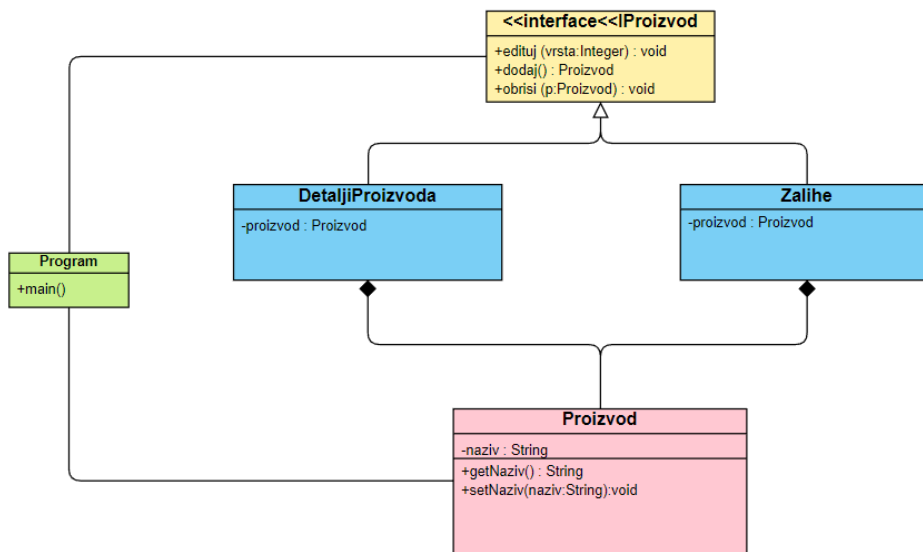 <<interface<<IProizvod
+edituj (vrsta:Integer) : void
+dodaj() : Proizvod
+obrisi (p:Proizvod) : void
DetaljiProizvoda
-proizvod : Proizvod
Zalihe
-proizvod : Proizvod
Program
+main()
Proizvod
-naziv : String
+getNaziv() : String
+setNaziv(naziv:String):void